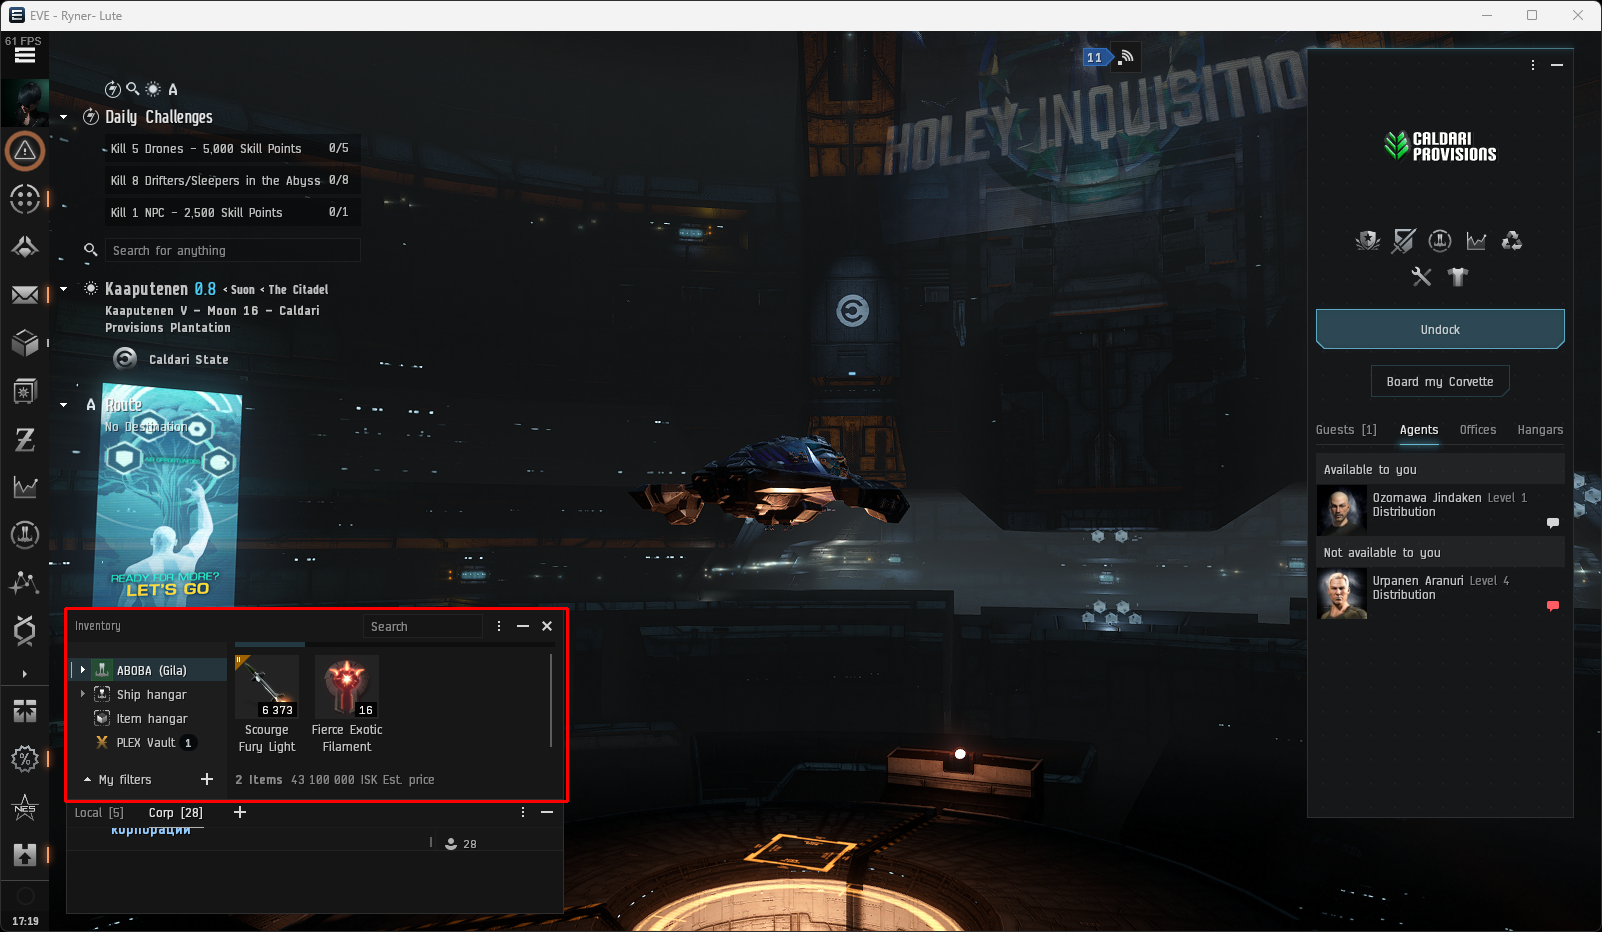 EVE - Ryner- Lute
61 FPS
11
HOLEY INQUISITIO
Daily Challenges
Kill 5 Drones - 5,000 Skill Points 0/5
Kill 8 Drifters/Sleepers in the Abyss 0/8
Kill 1 NPC - 2,500 Skill Points 0/1
Search for anything
Kaaputenen 0.8 < Suon < The Citadel
Kaaputenen V - Moon 16 - Caldari
Provisions Plantation
Caldari State
A Route
No Destination
READY FOR MORE?
LET'S GO
Inventory
Search
ABOBA (Gila)
Ship hangar
Item hangar
PLEX Vault 1
My filters
6 373
Scourge
Fury Light
16
Fierce Exotic
Filament
2 Items 43 100 000 ISK Est. price
Local [5] Corp [28]
корпорации
28
NES
17:19
CALDARI
PROVISIONS
Undock
Board my Corvette
Guests [1] Agents Offices Hangars
Available to you
Ozomawa Jindaken Level 1
Distribution
Not available to you
Urpanen Aranuri Level 4
Distribution